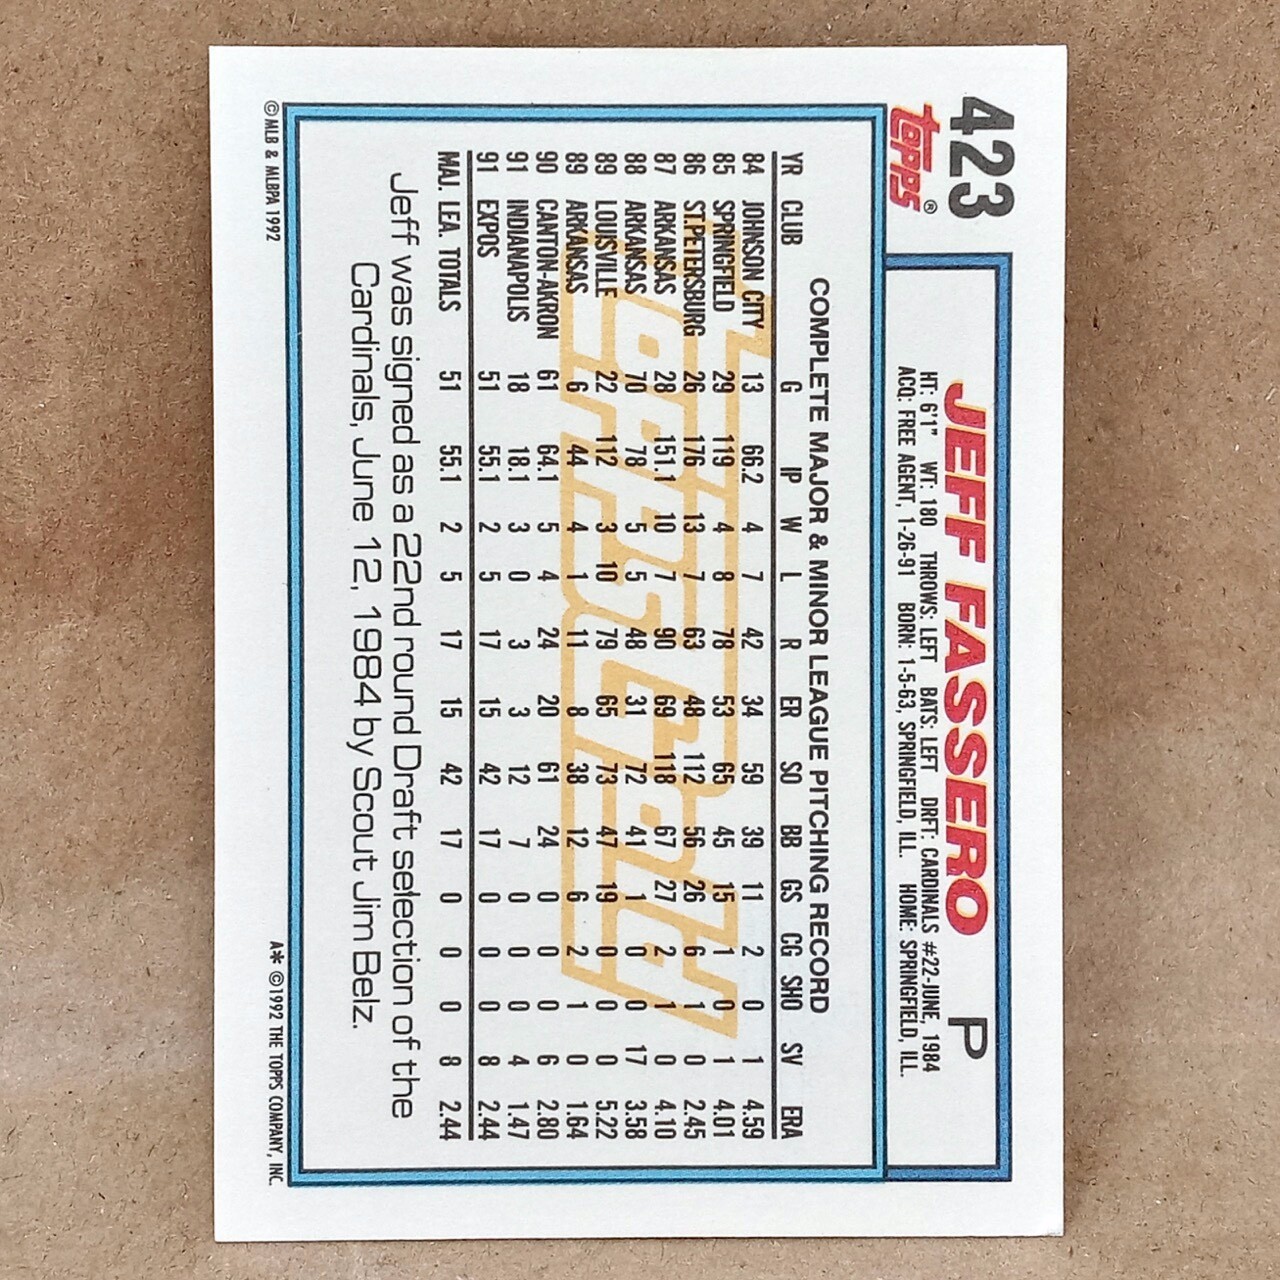 423
topps®
JEFF FASSERO P
HT: 6'1" WT: 180 THROWS: LEFT BATS: LEFT DRFT: CARDINALS #22-JUNE, 1984
ACQ: FREE AGENT, 1-26-91 BORN: 1-5-63, SPRINGFIELD, ILL. HOME: SPRINGFIELD, ILL.
COMPLETE MAJOR & MINOR LEAGUE PITCHING RECORD
YR CLUB G IP W L R ER SO BB GS CG SHO SV ERA
84 JOHNSON CITY 13 66.2 4 7 42 34 59 39 11 2 0 1 4.59
85 SPRINGFIELD 29 119 4 8 78 53 65 45 15 1 0 1 4.01
86 ST.PETERSBURG 26 176 13 7 63 48 112 56 26 6 1 0 2.45
87 ARKANSAS 28 151.1 10 7 90 69 118 67 27 2 1 0 4.10
88 ARKANSAS 70 78 5 5 48 31 72 41 1 0 0 17 3.58
89 LOUISVILLE 22 112 3 10 79 65 73 47 19 0 0 0 5.22
89 ARKANSAS 6 44 4 1 11 8 38 12 6 2 1 0 1.64
90 CANTON-AKRON 61 64.1 5 4 24 20 61 24 0 0 0 6 2.80
91 INDIANAPOLIS 18 18.1 3 0 3 3 12 7 0 0 0 4 1.47
91 EXPOS 51 55.1 2 5 17 15 42 17 0 0 0 8 2.44
MAJ. LEA. TOTALS 51 55.1 2 5 17 15 42 17 0 0 0 8 2.44
ToppsGold
Jeff was signed as a 22nd round Draft selection of the
Cardinals, June 12, 1984 by Scout Jim Belz.
© MLB & MLBPA 1992
A* ©1992 THE TOPPS COMPANY, INC.